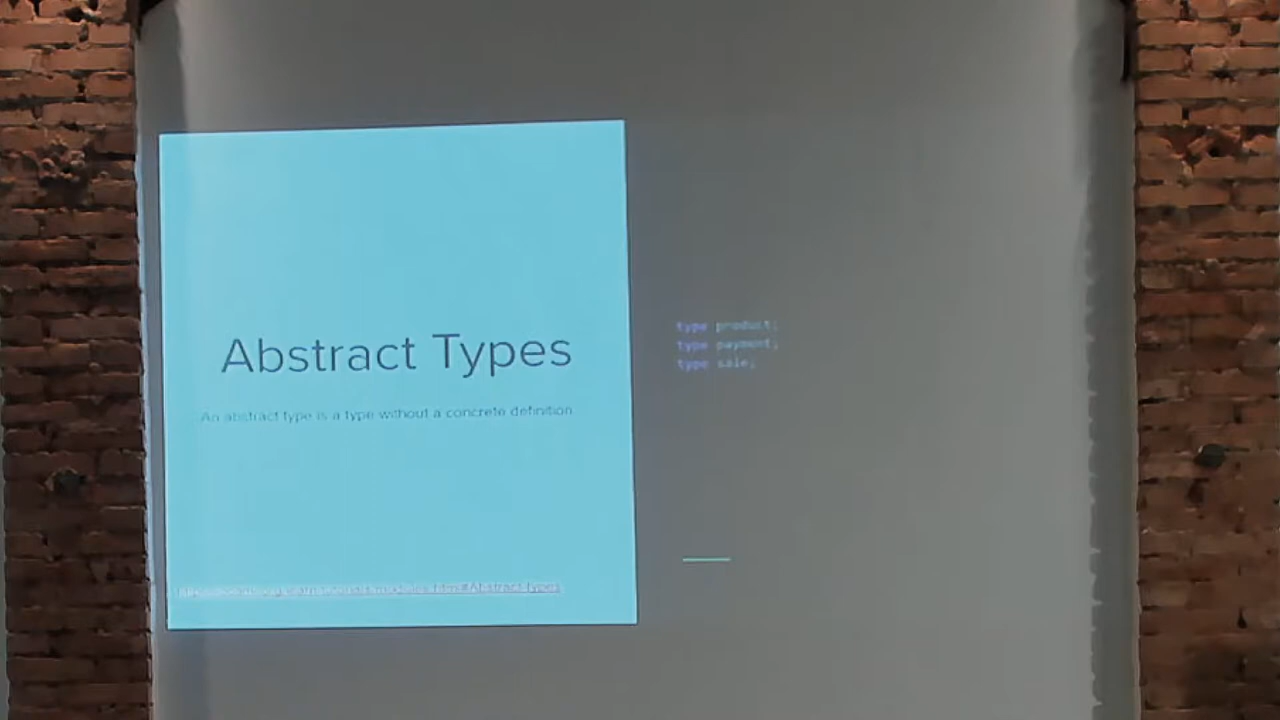 Abstract Types
An abstract type is a type without a concrete definition
type product;
type payment;
type sale;